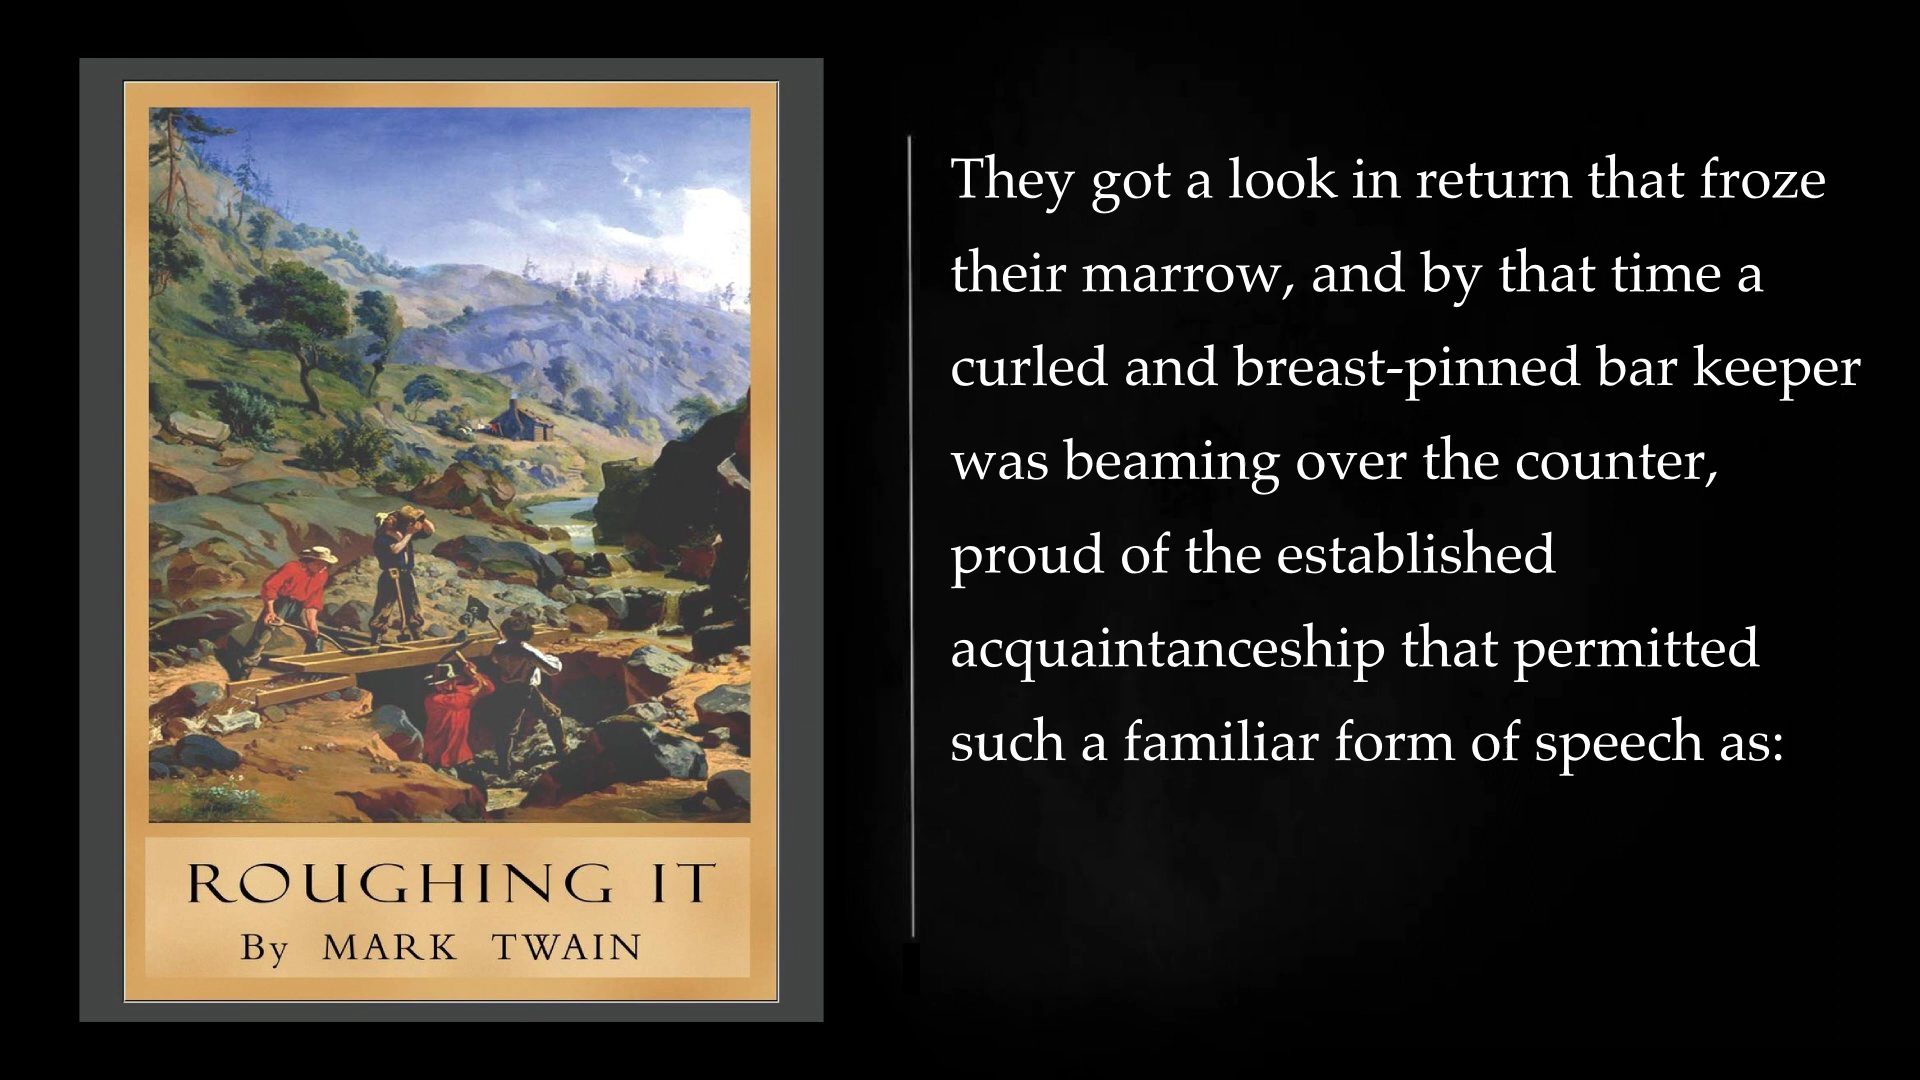 ROUGHING IT
By MARK TWAIN
They got a look in return that froze
their marrow, and by that time a
curled and breast-pinned bar keeper
was beaming over the counter,
proud of the established
acquaintanceship that permitted
such a familiar form of speech as: